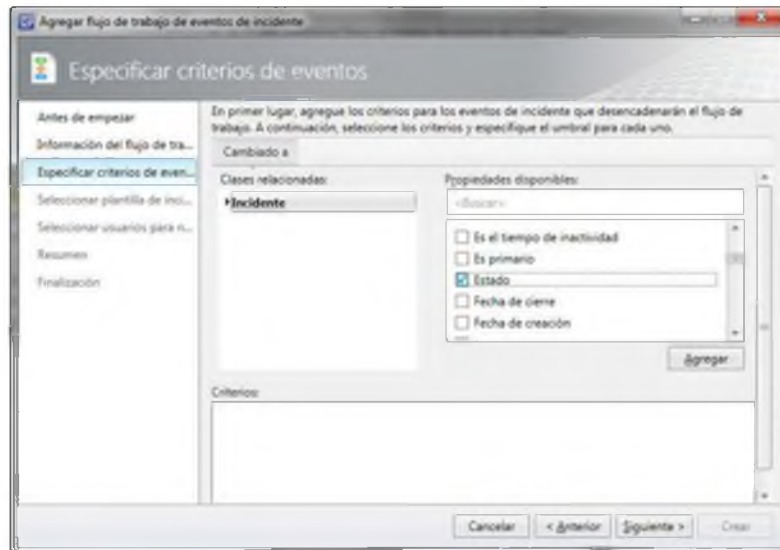 Agregar flujo de trabajo de eventos de incidente
Especificar criterios de eventos
Antes de empezar
Información del flujo de tra...
Especificar criterios de even...
Seleccionar plantilla de inci...
Seleccionar usuarios para n...
Resumen
Finalización
En primer lugar, agregue los criterios para los eventos de incidente que desencadenarán el flujo de
trabajo. A continuación, seleccione los criterios y especifique el umbral para cada uno.
Cambiado a
Clases relacionadas:
Incidente
Propiedades disponibles:
<Buscar>
Es el tiempo de inactividad
Es primario
Estado
Fecha de cierre
Fecha de creación
Agregar
Criterios:
Cancelar
< Anterior
Siguiente >
Crear